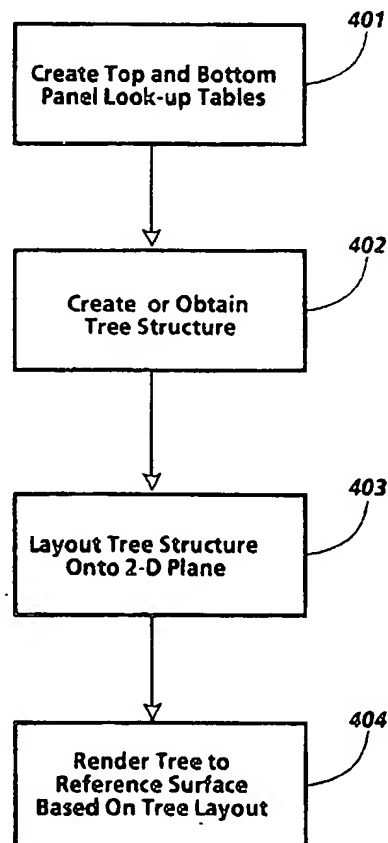 401
Create Top and Bottom
Panel Look-up Tables
402
Create or Obtain
Tree Structure
403
Layout Tree Structure
Onto 2-D Plane
404
Render Tree to
Reference Surface
Based On Tree Layout